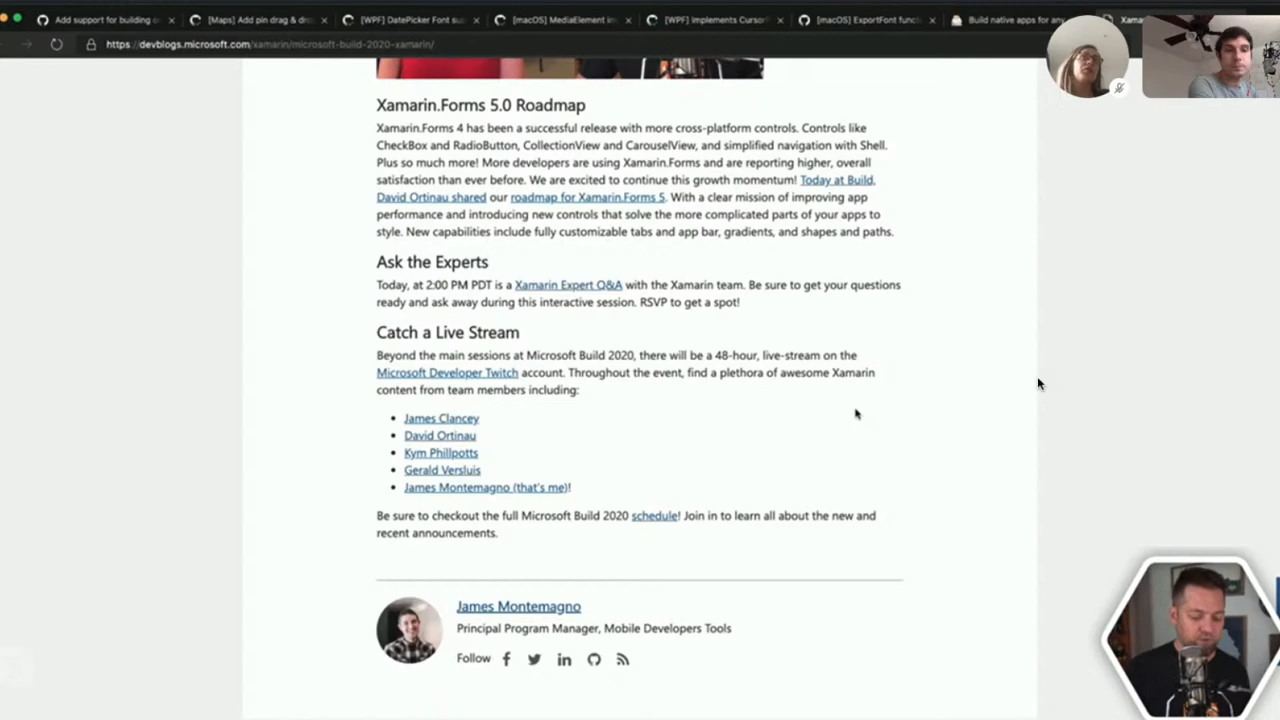 Add support for building
[Maps] Add pin drag & dr
[WPF] DatePicker Font su
[macOS] MediaElement in
[WPF] Implements Cursor
[macOS] ExportFont func
Build native apps for any
Xama
https://devblogs.microsoft.com/xamarin/microsoft-build-2020-xamarin/
Xamarin.Forms 5.0 Roadmap
Xamarin.Forms 4 has been a successful release with more cross-platform controls. Controls like
CheckBox and RadioButton, CollectionView and CarouselView, and simplified navigation with Shell.
Plus so much more! More developers are using Xamarin.Forms and are reporting higher, overall
satisfaction than ever before. We are excited to continue this growth momentum! Today at Build,
David Ortinau shared our roadmap for Xamarin.Forms 5. With a clear mission of improving app
performance and introducing new controls that solve the more complicated parts of your apps to
style. New capabilities include fully customizable tabs and app bar, gradients, and shapes and paths.
Ask the Experts
Today, at 2:00 PM PDT is a Xamarin Expert Q&A with the Xamarin team. Be sure to get your questions
ready and ask away during this interactive session. RSVP to get a spot!
Catch a Live Stream
Beyond the main sessions at Microsoft Build 2020, there will be a 48-hour, live-stream on the
Microsoft Developer Twitch account. Throughout the event, find a plethora of awesome Xamarin
content from team members including:
• James Clancey
• David Ortinau
• Kym Phillpotts
• Gerald Versluis
• James Montemagno (that's me)!
Be sure to checkout the full Microsoft Build 2020 schedule! Join in to learn all about the new and
recent announcements.
James Montemagno
Principal Program Manager, Mobile Developers Tools
Follow